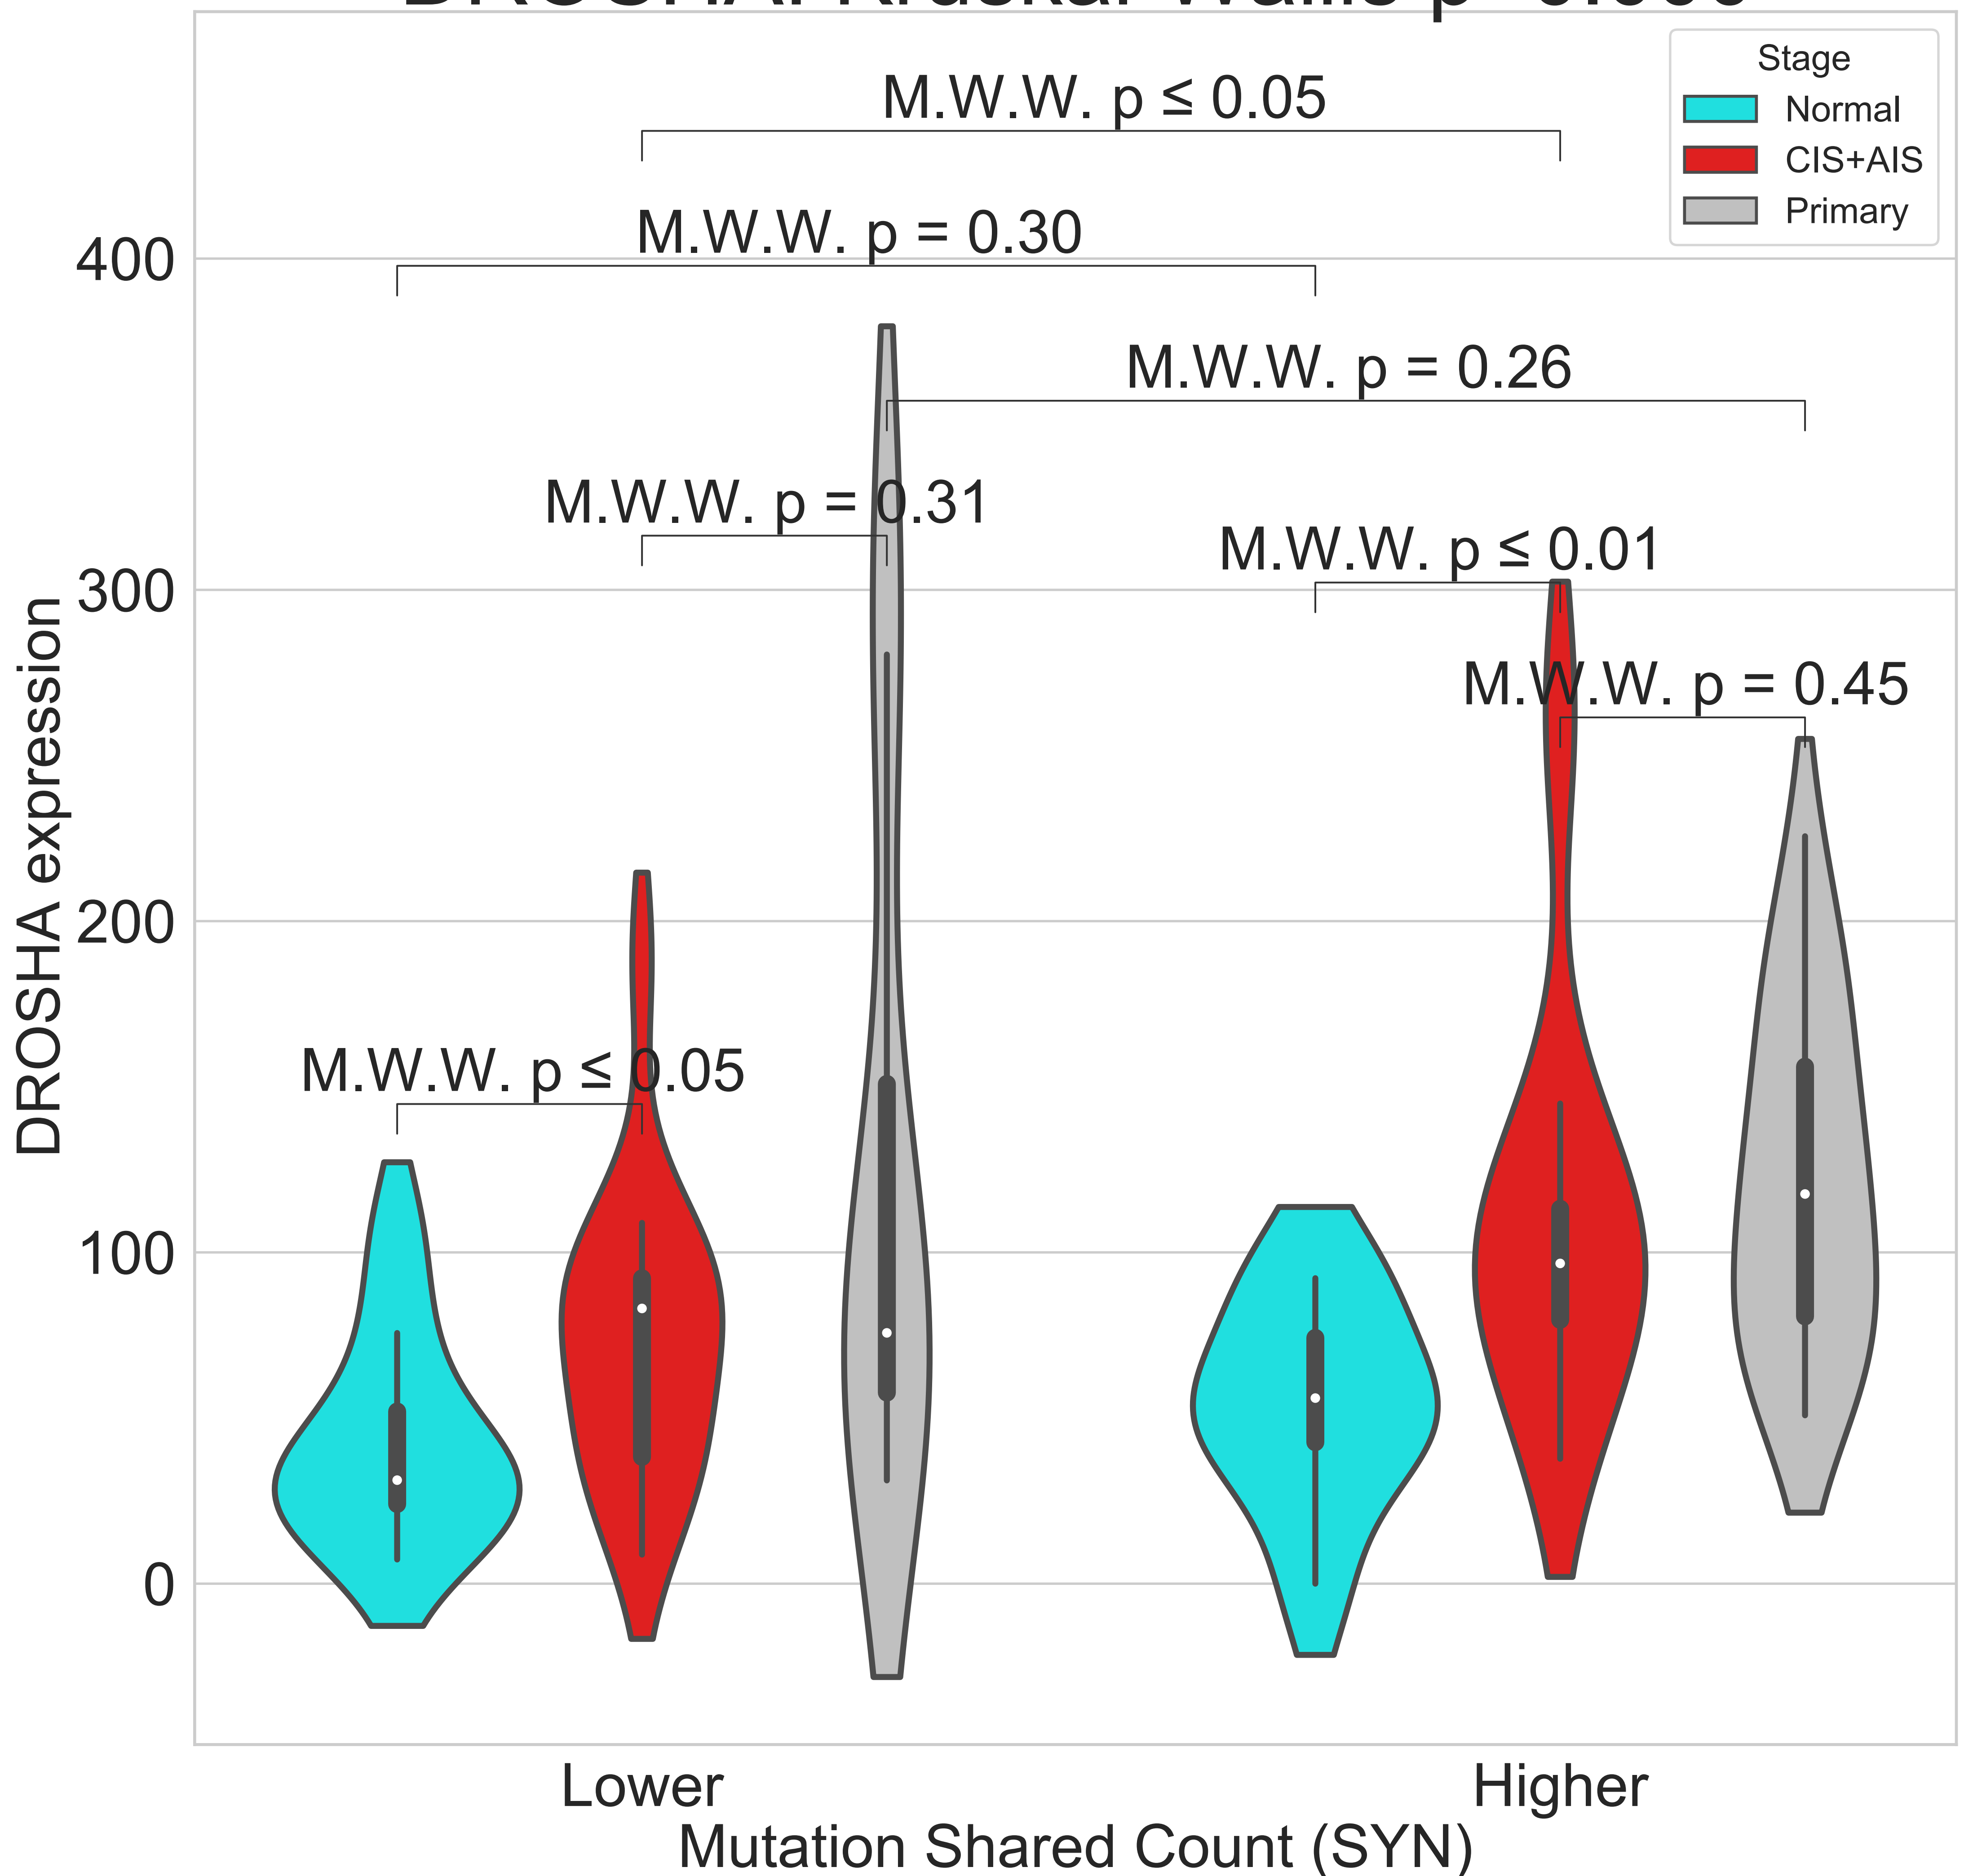 Stage
Normal
CIS+AIS
Primary
M.W.W. p ≤ 0.05
M.W.W. p = 0.30
M.W.W. p = 0.26
M.W.W. p = 0.31
M.W.W. p ≤ 0.01
M.W.W. p = 0.45
M.W.W. p ≤ 0.05
400
300
200
100
0
DROSHA expression
Lower
Higher
Mutation Shared Count (SYN)